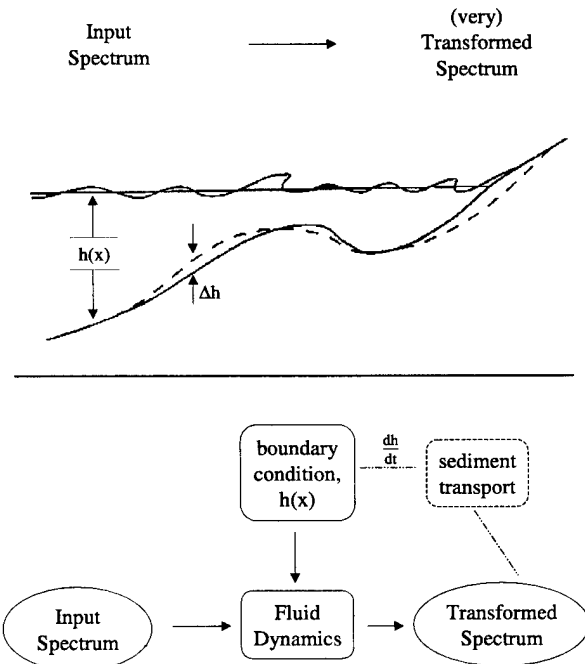 Input
Spectrum
(very)
Transformed
Spectrum
h(x)
Δh
boundary
condition,
h(x)
dh
dt
sediment
transport
Input
Spectrum
Fluid
Dynamics
Transformed
Spectrum